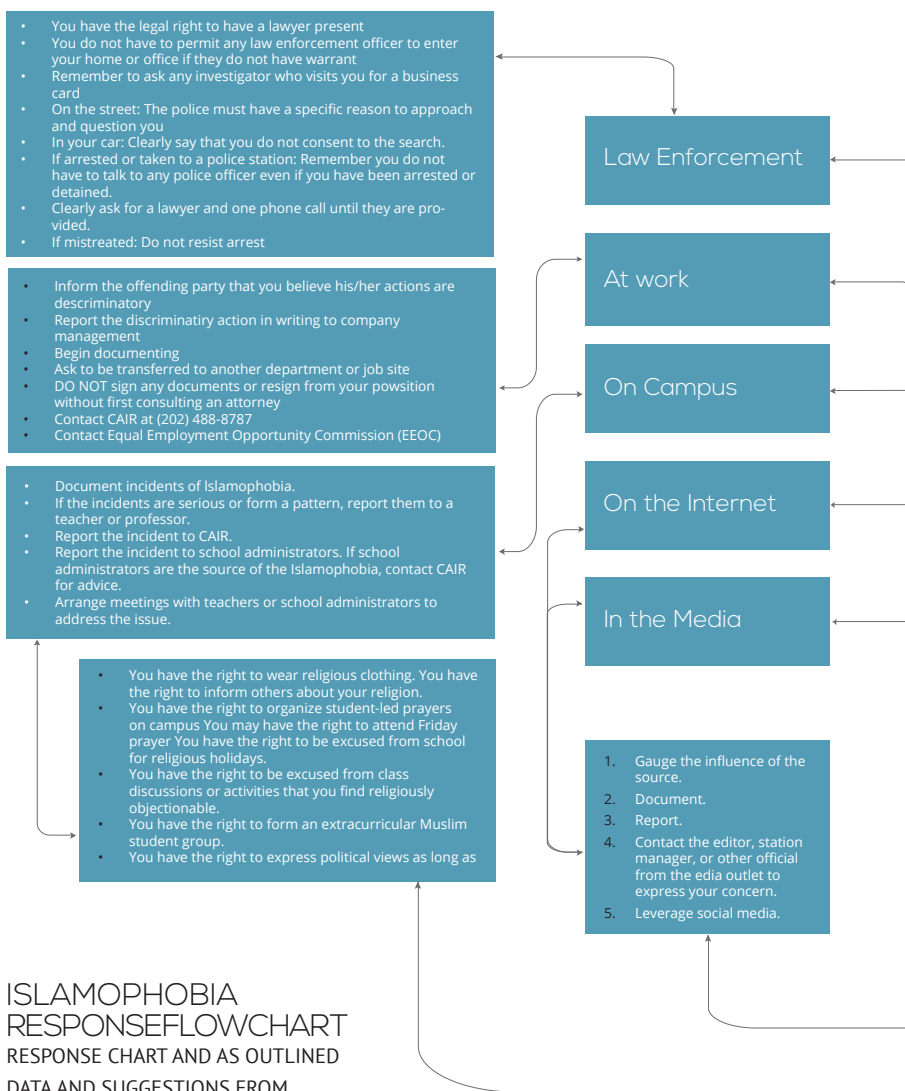 • You have the legal right to have a lawyer present
• You do not have to permit any law enforcement officer to enter
your home or office if they do not have warrant
• Remember to ask any investigator who visits you for a business
card
• On the street: The police must have a specific reason to approach
and question you
• In your car: Clearly say that you do not consent to the search.
• If arrested or taken to a police station: Remember you do not
have to talk to any police officer even if you have been arrested or
detained.
• Clearly ask for a lawyer and one phone call until they are pro-
vided.
• If mistreated: Do not resist arrest
Law Enforcement
• Inform the offending party that you believe his/her actions are
descriminatory
• Report the discriminatiry action in writing to company
management
• Begin documenting
• Ask to be transferred to another department or job site
• DO NOT sign any documents or resign from your powsition
without first consulting an attorney
• Contact CAIR at (202) 488-8787
• Contact Equal Employment Opportunity Commission (EEOC)
At work
On Campus
• Document incidents of Islamophobia.
• If the incidents are serious or form a pattern, report them to a
teacher or professor.
• Report the incident to CAIR.
• Report the incident to school administrators. If school
administrators are the source of the Islamophobia, contact CAIR
for advice.
• Arrange meetings with teachers or school administrators to
address the issue.
On the Internet
In the Media
• You have the right to wear religious clothing. You have
the right to inform others about your religion.
• You have the right to organize student-led prayers
on campus You may have the right to attend Friday
prayer You have the right to be excused from school
for religious holidays.
• You have the right to be excused from class
discussions or activities that you find religiously
objectionable.
• You have the right to form an extracurricular Muslim
student group.
• You have the right to express political views as long as
1. Gauge the influence of the
source.
2. Document.
3. Report.
4. Contact the editor, station
manager, or other official
from the edia outlet to
express your concern.
5. Leverage social media.
ISLAMOPHOBIA
RESPONSEFLOWCHART
RESPONSE CHART AND AS OUTLINED
DATA AND SUGGESTIONS FROM